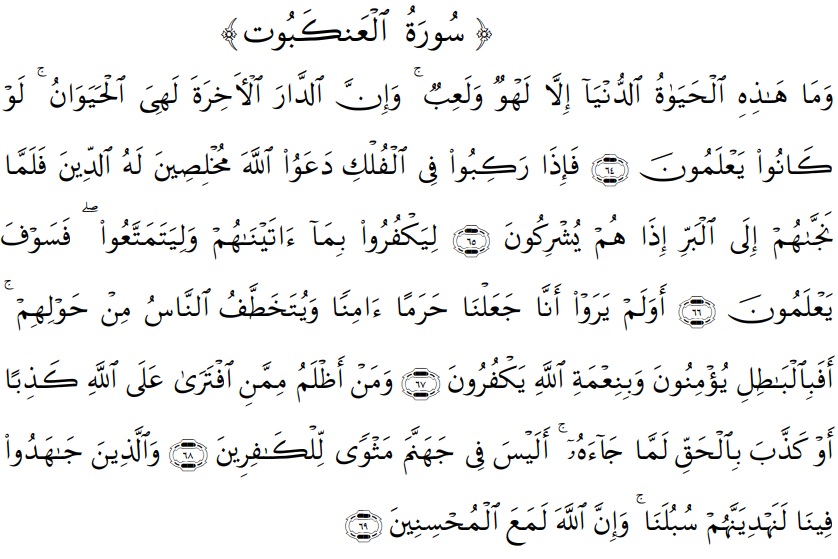 ﴿ سُورَةُ ٱلْعَنكَبُوت ﴾
وَمَا هَـٰذِهِ ٱلْحَيَوٰةُ ٱلدُّنْيَآ إِلَّا لَهْوٌ وَلَعِبٌ ۚ وَإِنَّ ٱلدَّارَ ٱلْأَخِرَةَ لَهِىَ ٱلْحَيَوَانُ ۚ لَوْ
كَانُوا۟ يَعْلَمُونَ ٦٤ فَإِذَا رَكِبُوا۟ فِى ٱلْفُلْكِ دَعَوُا۟ ٱللَّهَ مُخْلِصِينَ لَهُ ٱلدِّينَ فَلَمَّا
نَجَّىٰهُمْ إِلَى ٱلْبَرِّ إِذَا هُمْ يُشْرِكُونَ ٦٥ لِيَكْفُرُوا۟ بِمَآ ءَاتَيْنَـٰهُمْ وَلِيَتَمَتَّعُوا۟ ۖ فَسَوْفَ
يَعْلَمُونَ ٦٦ أَوَلَمْ يَرَوْا۟ أَنَّا جَعَلْنَا حَرَمًا ءَامِنًا وَيُتَخَطَّفُ ٱلنَّاسُ مِنْ حَوْلِهِمْ ۚ
أَفَبِٱلْبَـٰطِلِ يُؤْمِنُونَ وَبِنِعْمَةِ ٱللَّهِ يَكْفُرُونَ ٦٧ وَمَنْ أَظْلَمُ مِمَّنِ ٱفْتَرَىٰ عَلَى ٱللَّهِ كَذِبًا
أَوْ كَذَّبَ بِٱلْحَقِّ لَمَّا جَآءَهُۥٓ ۚ أَلَيْسَ فِى جَهَنَّمَ مَثْوًى لِّلْكَـٰفِرِينَ ٦٨ وَٱلَّذِينَ جَـٰهَدُوا۟
فِينَا لَنَهْدِيَنَّهُمْ سُبُلَنَا ۚ وَإِنَّ ٱللَّهَ لَمَعَ ٱلْمُحْسِنِينَ ٦٩